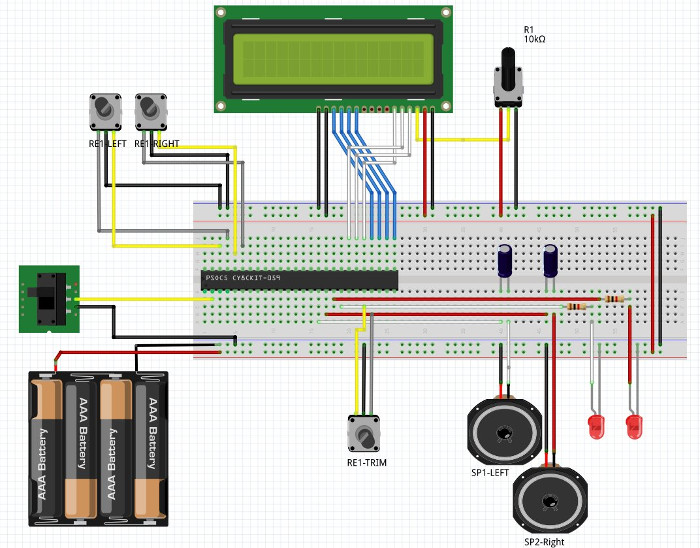 R1
10kΩ
RE1-LEFT
RE1-RIGHT
PSOC5 CY8CKIT-059
AAA Battery
AAA Battery
AAA Battery
AAA Battery
RE1-TRIM
SP1-LEFT
SP2-Right